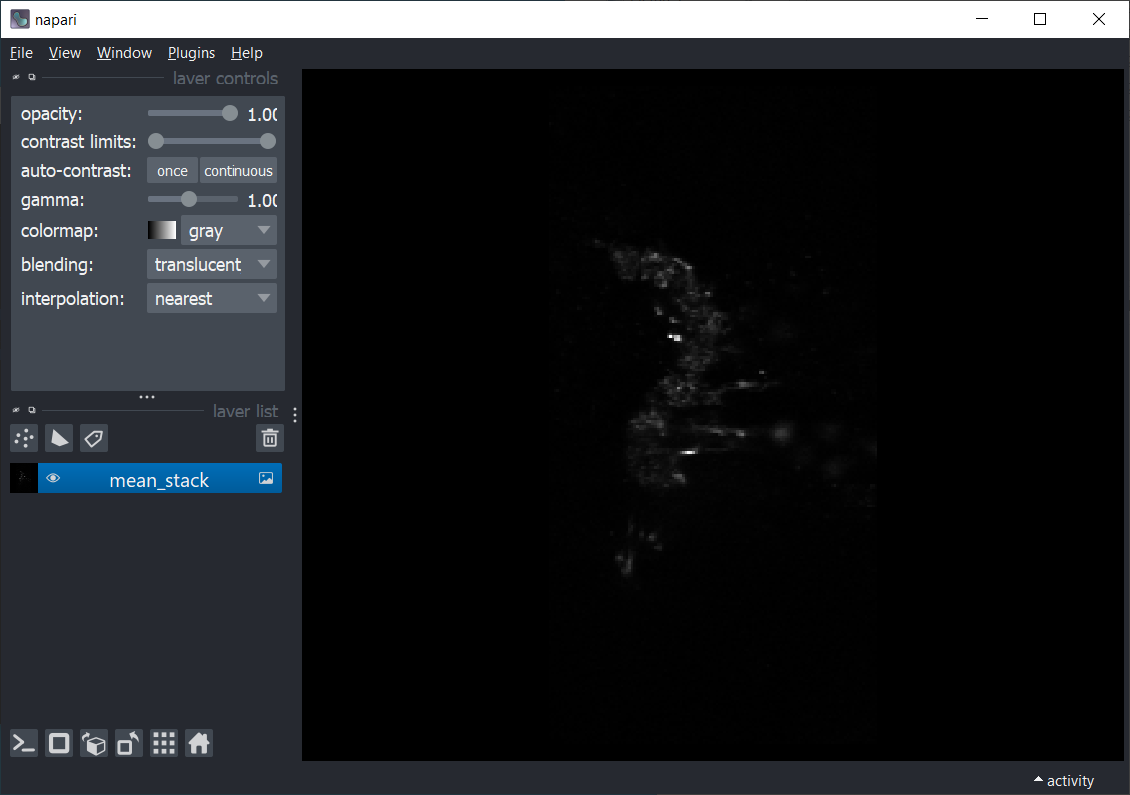 napari
File View Window Plugins Help
layer controls
opacity: 1.00
contrast limits:
auto-contrast: once continuous
gamma: 1.00
colormap: gray
blending: translucent
interpolation: nearest
layer list
mean_stack
activity